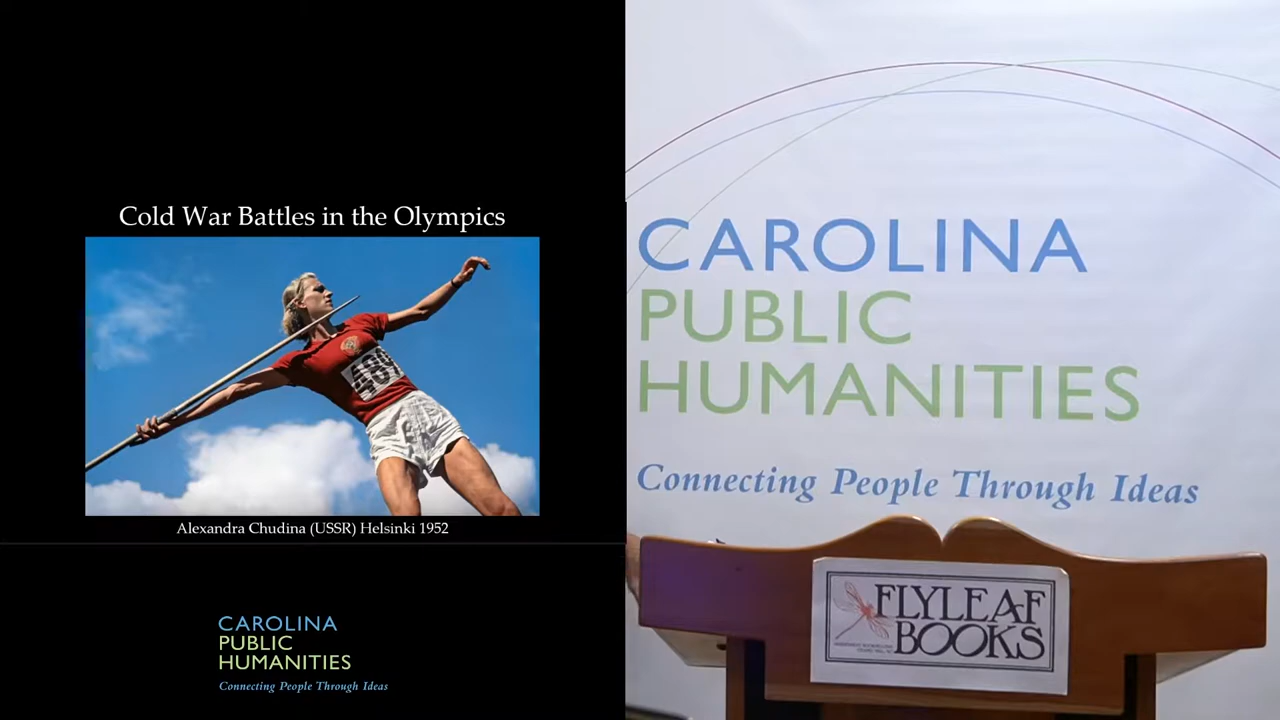 Cold War Battles in the Olympics
Alexandra Chudina (USSR) Helsinki 1952
CAROLINA
PUBLIC
HUMANITIES
Connecting People Through Ideas
CAROLINA
PUBLIC
HUMANITIES
Connecting People Through Ideas
FLYLEAF
BOOKS